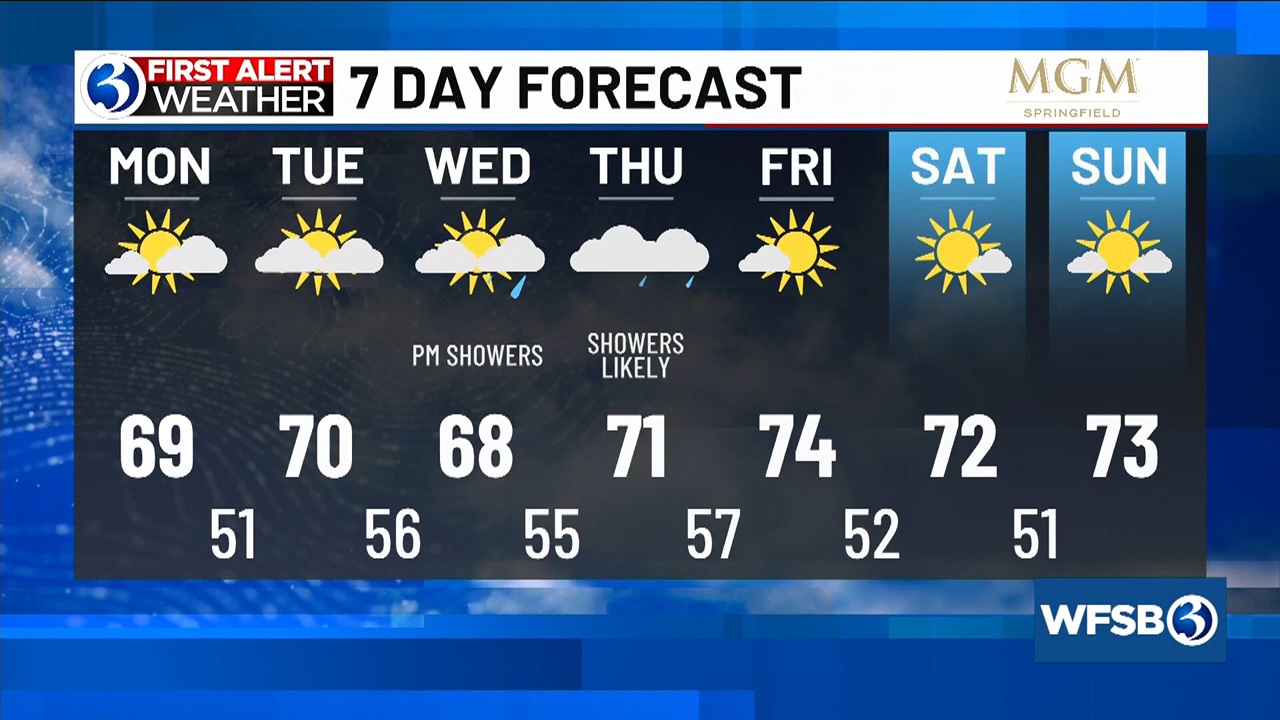 3 FIRST ALERT
WEATHER
7 DAY FORECAST
MGM
SPRINGFIELD
MON TUE WED THU FRI SAT SUN
PM SHOWERS
SHOWERS
LIKELY
69 70 68 71 74 72 73
51 56 55 57 52 51
WFSB 3